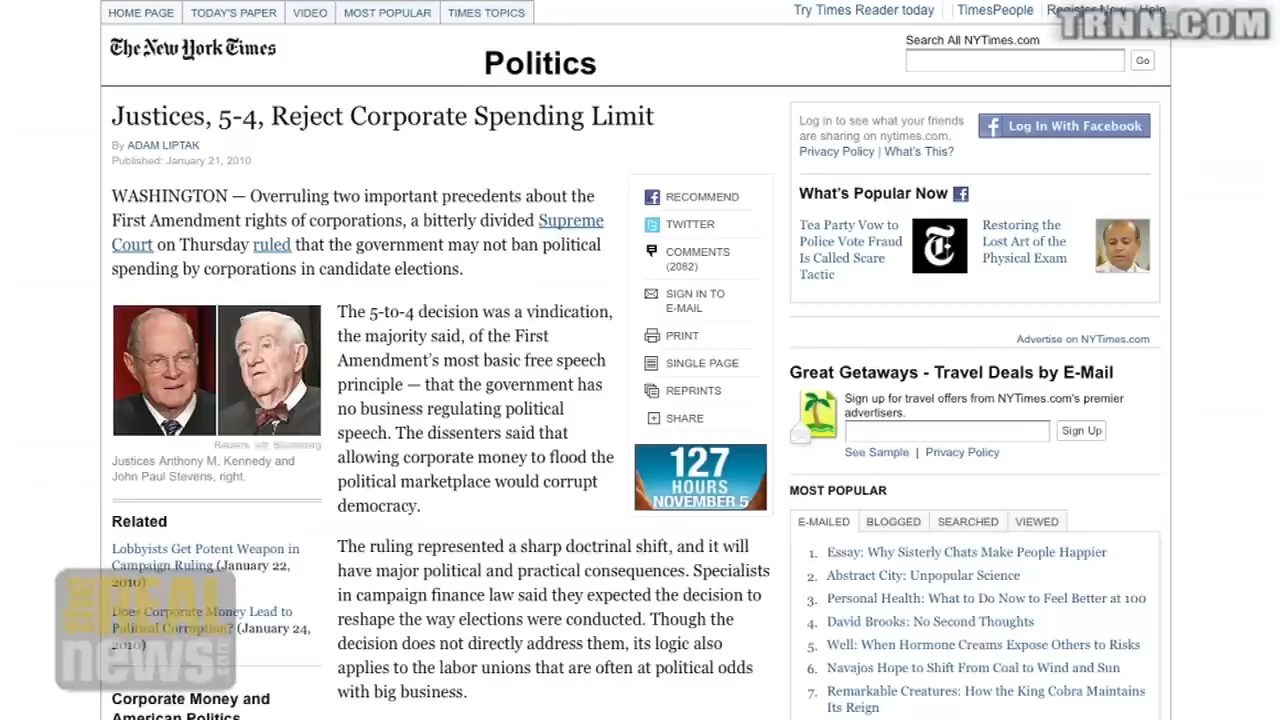 HOME PAGE
TODAY'S PAPER
VIDEO
MOST POPULAR
TIMES TOPICS
Try Times Reader today
TimesPeople
Register Now
Help
TRNN.COM
The New York Times
Politics
Search All NYTimes.com
Go
Justices, 5-4, Reject Corporate Spending Limit
By ADAM LIPTAK
Published: January 21, 2010
WASHINGTON — Overruling two important precedents about the
First Amendment rights of corporations, a bitterly divided Supreme
Court on Thursday ruled that the government may not ban political
spending by corporations in candidate elections.
Reuters, left; Bloomberg
Justices Anthony M. Kennedy and
John Paul Stevens, right.
Related
Lobbyists Get Potent Weapon in
Campaign Ruling (January 22,
2010)
Does Corporate Money Lead to
Political Corruption? (January 24,
2010)
Corporate Money and
American Politics
The 5-to-4 decision was a vindication,
the majority said, of the First
Amendment's most basic free speech
principle — that the government has
no business regulating political
speech. The dissenters said that
allowing corporate money to flood the
political marketplace would corrupt
democracy.
The ruling represented a sharp doctrinal shift, and it will
have major political and practical consequences. Specialists
in campaign finance law said they expected the decision to
reshape the way elections were conducted. Though the
decision does not directly address them, its logic also
applies to the labor unions that are often at political odds
with big business.
RECOMMEND
TWITTER
COMMENTS
(2082)
SIGN IN TO
E-MAIL
PRINT
SINGLE PAGE
REPRINTS
SHARE
127
HOURS
NOVEMBER 5
Log in to see what your friends
are sharing on nytimes.com.
Privacy Policy | What's This?
Log In With Facebook
What's Popular Now
Tea Party Vow to
Police Vote Fraud
Is Called Scare
Tactic
Restoring the
Lost Art of the
Physical Exam
Advertise on NYTimes.com
Great Getaways - Travel Deals by E-Mail
Sign up for travel offers from NYTimes.com's premier
advertisers.
Sign Up
See Sample | Privacy Policy
MOST POPULAR
E-MAILED
BLOGGED
SEARCHED
VIEWED
1. Essay: Why Sisterly Chats Make People Happier
2. Abstract City: Unpopular Science
3. Personal Health: What to Do Now to Feel Better at 100
4. David Brooks: No Second Thoughts
5. Well: When Hormone Creams Expose Others to Risks
6. Navajos Hope to Shift From Coal to Wind and Sun
7. Remarkable Creatures: How the King Cobra Maintains
Its Reign
THE REAL
news.com